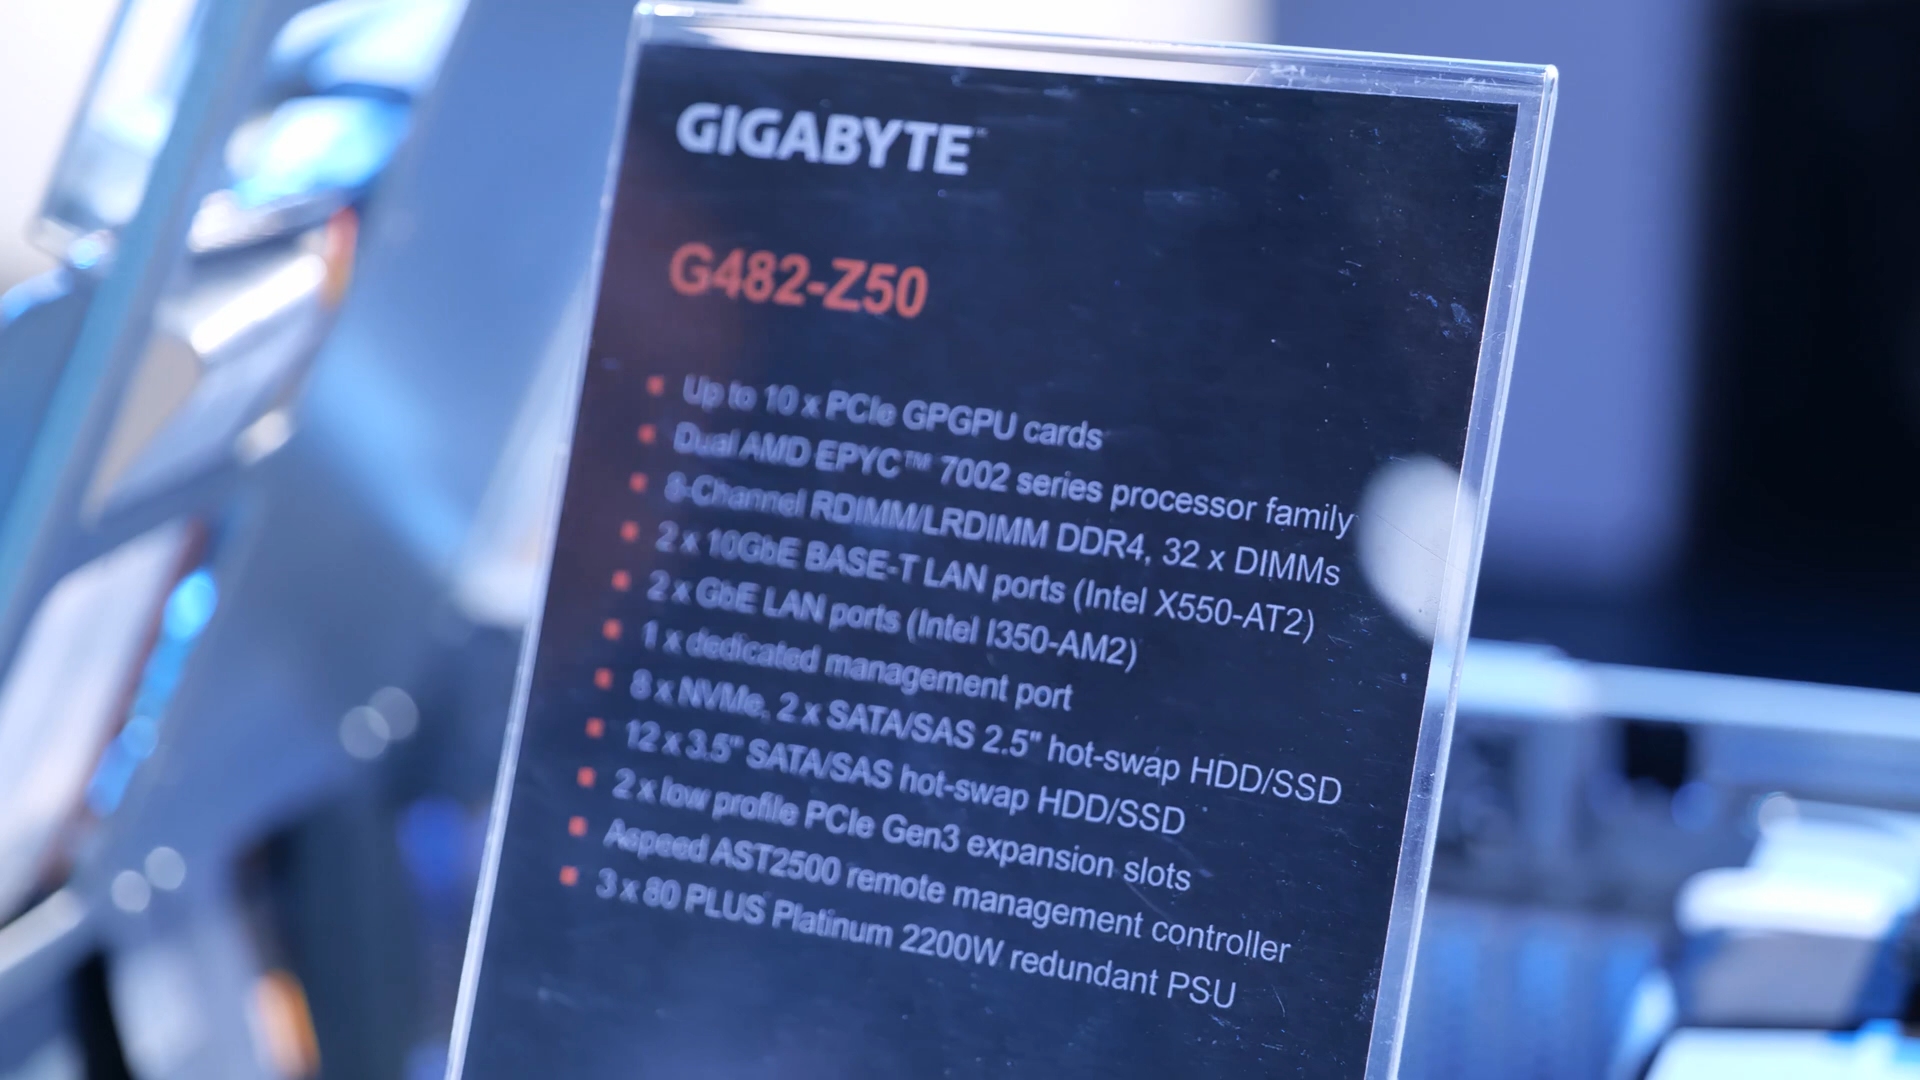 GIGABYTE™
G482-Z50
▪ Up to 10 x PCIe GPGPU cards
▪ Dual AMD EPYC™ 7002 series processor family
▪ 8-Channel RDIMM/LRDIMM DDR4, 32 x DIMMs
▪ 2 x 10GbE BASE-T LAN ports (Intel X550-AT2)
▪ 2 x GbE LAN ports (Intel I350-AM2)
▪ 1 x dedicated management port
▪ 8 x NVMe, 2 x SATA/SAS 2.5" hot-swap HDD/SSD
▪ 12 x 3.5" SATA/SAS hot-swap HDD/SSD
▪ 2 x low profile PCIe Gen3 expansion slots
▪ Aspeed AST2500 remote management controller
▪ 3 x 80 PLUS Platinum 2200W redundant PSU